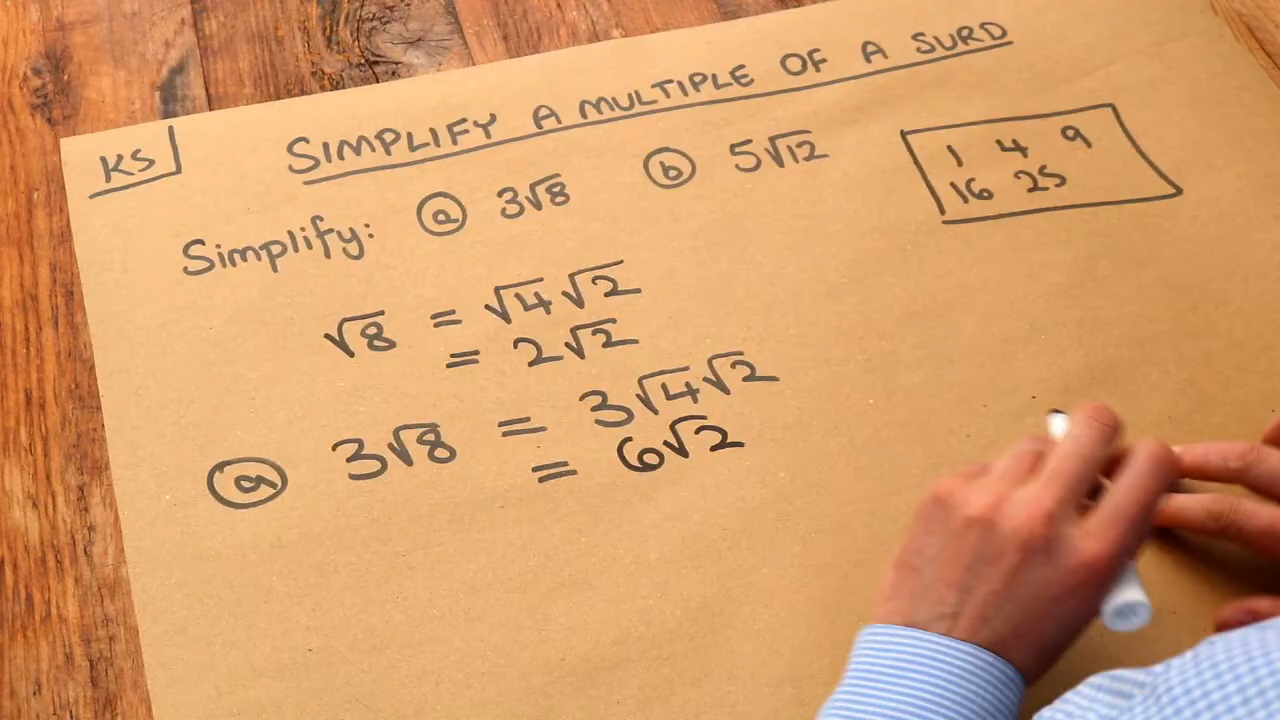 KS
SIMPLIFY A MULTIPLE OF A SURD
Simplify: ⓐ 3√8 ⓑ 5√12
1 4 9
16 25
√8 = √4√2
= 2√2
ⓐ 3√8 = 3√4√2
= 6√2